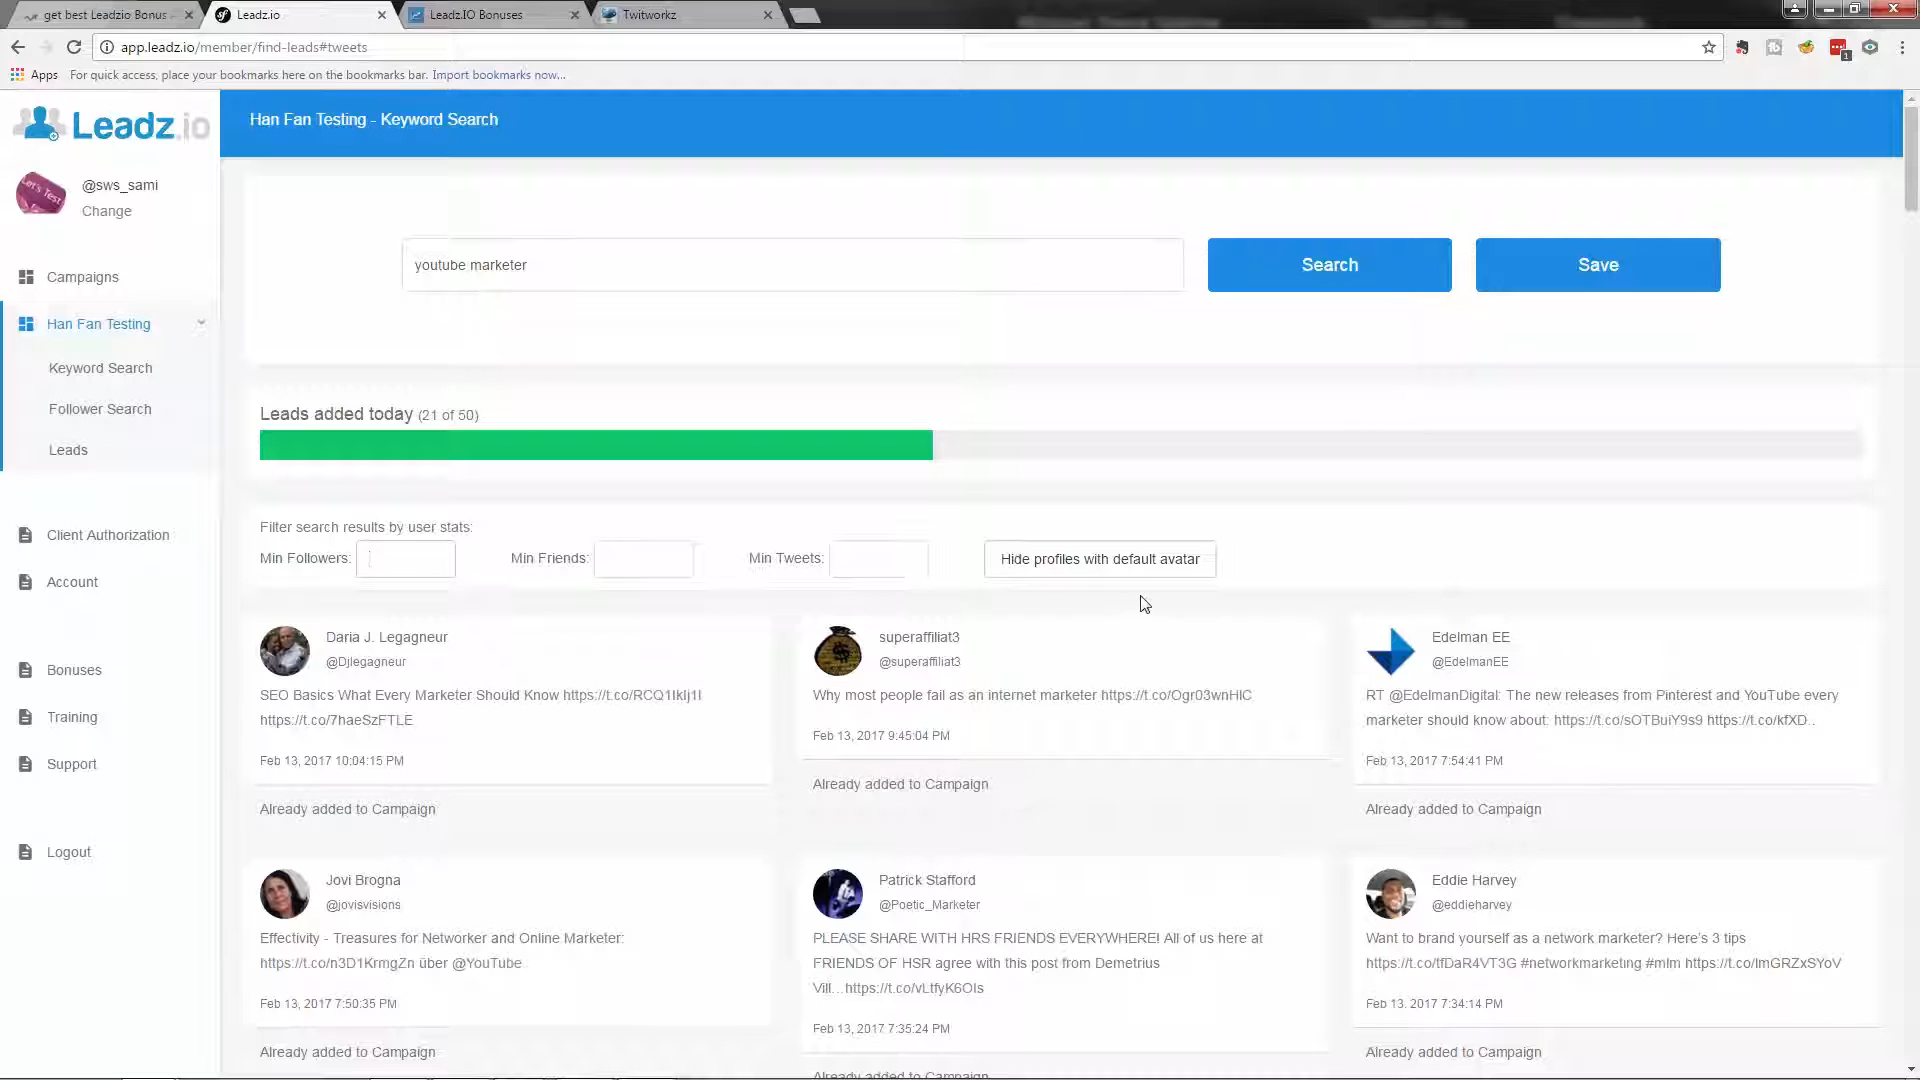 get best Leadzio Bonus
Leadz.io
Leadz.IO Bonuses
Twitworkz
app.leadz.io/member/find-leads#tweets
1
Apps For quick access, place your bookmarks here on the bookmarks bar. Import bookmarks now...
Leadz.io
@sws_sami
Change
Campaigns
Han Fan Testing
Keyword Search
Follower Search
Leads
Client Authorization
Account
Bonuses
Training
Support
Logout
Han Fan Testing - Keyword Search
youtube marketer
Search
Save
Leads added today (21 of 50)
Filter search results by user stats:
Min Followers:
Min Friends:
Min Tweets:
Hide profiles with default avatar
Daria J. Legagneur
@Djlegagneur
SEO Basics What Every Marketer Should Know https://t.co/RCQ1IkIj1I
https://t.co/7haeSzFTLE
Feb 13, 2017 10:04:15 PM
Already added to Campaign
superaffiliat3
@superaffiliat3
Why most people fail as an internet marketer https://t.co/Ogr03wnHIC
Feb 13, 2017 9:45:04 PM
Already added to Campaign
Edelman EE
@EdelmanEE
RT @EdelmanDigital: The new releases from Pinterest and YouTube every
marketer should know about: https://t.co/sOTBuiY9s9 https://t.co/kfXD..
Feb 13, 2017 7:54:41 PM
Already added to Campaign
Jovi Brogna
@jovisvisions
Effectivity - Treasures for Networker and Online Marketer:
https://t.co/n3D1KrmgZn über @YouTube
Feb 13, 2017 7:50:35 PM
Already added to Campaign
Patrick Stafford
@Poetic_Marketer
PLEASE SHARE WITH HRS FRIENDS EVERYWHERE! All of us here at
FRIENDS OF HSR agree with this post from Demetrius
Vill...https://t.co/vLtfyK6OIs
Feb 13, 2017 7:35:24 PM
Already added to Campaign
Eddie Harvey
@eddieharvey
Want to brand yourself as a network marketer? Here's 3 tips
https://t.co/tfDaR4VT3G #networkmarketing #mlm https://t.co/ImGRZxSYoV
Feb 13, 2017 7:34:14 PM
Already added to Campaign